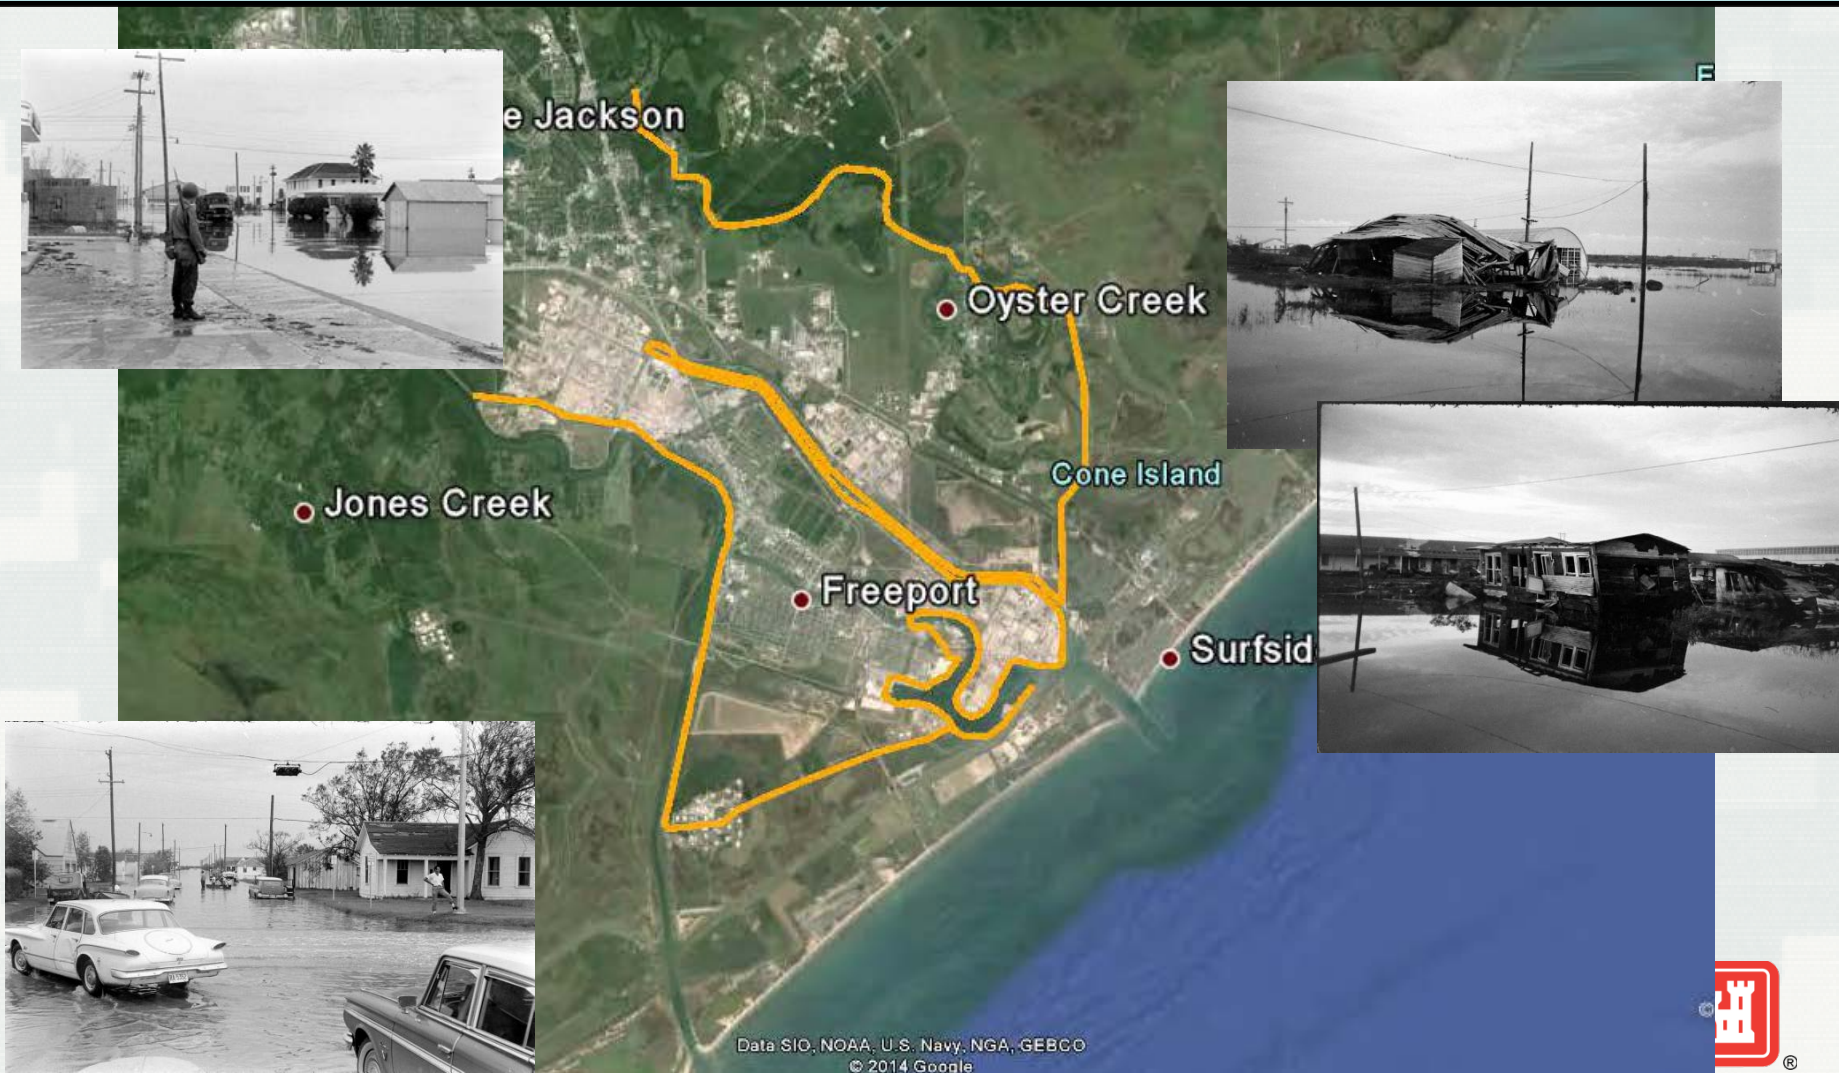 e Jackson
Oyster Creek
Cone Island
Jones Creek
Freeport
Surfsid
Data SIO, NOAA, U.S. Navy, NGA, GEBCO
© 2014 Google
©
®